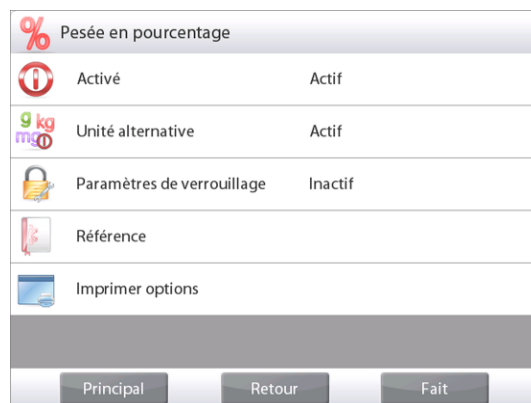 % Pesée en pourcentage
Activé Actif
g kg
mg
Unité alternative Actif
Paramètres de verrouillage Inactif
Référence
Imprimer options
Principal Retour Fait